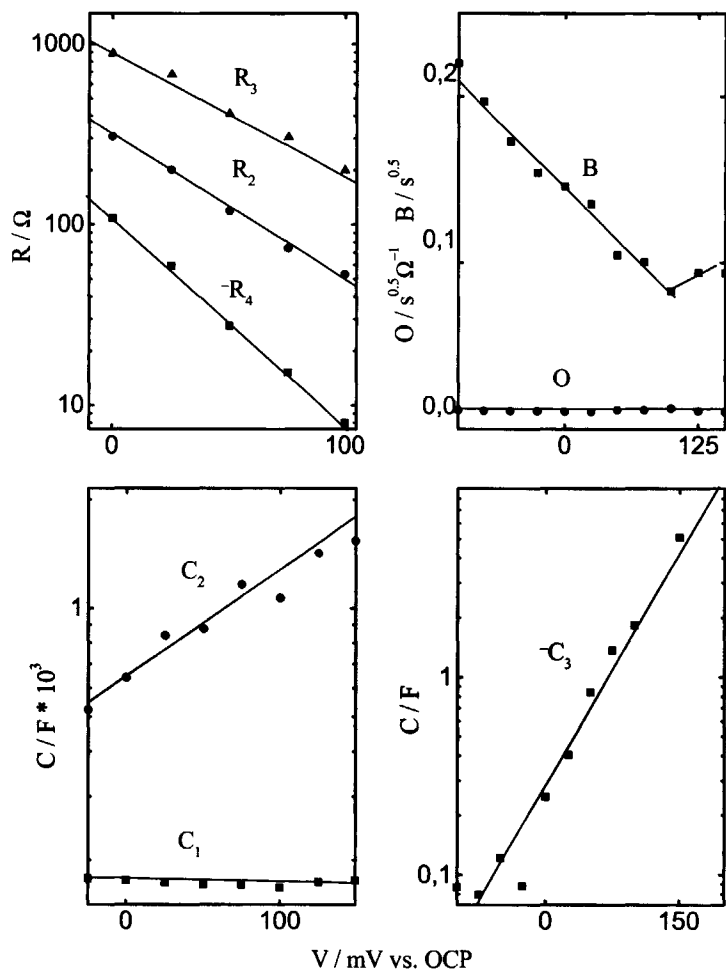 1000
R₃
R₂
⁻R₄
100
10
R / Ω
0
100
0,2
B
0,1
O
0,0
O / s^0.5 Ω⁻¹ B / s^0.5
0
125
C₂
1
C₁
C / F * 10³
0
100
⁻C₃
1
0,1
C / F
0
150
V / mV vs. OCP